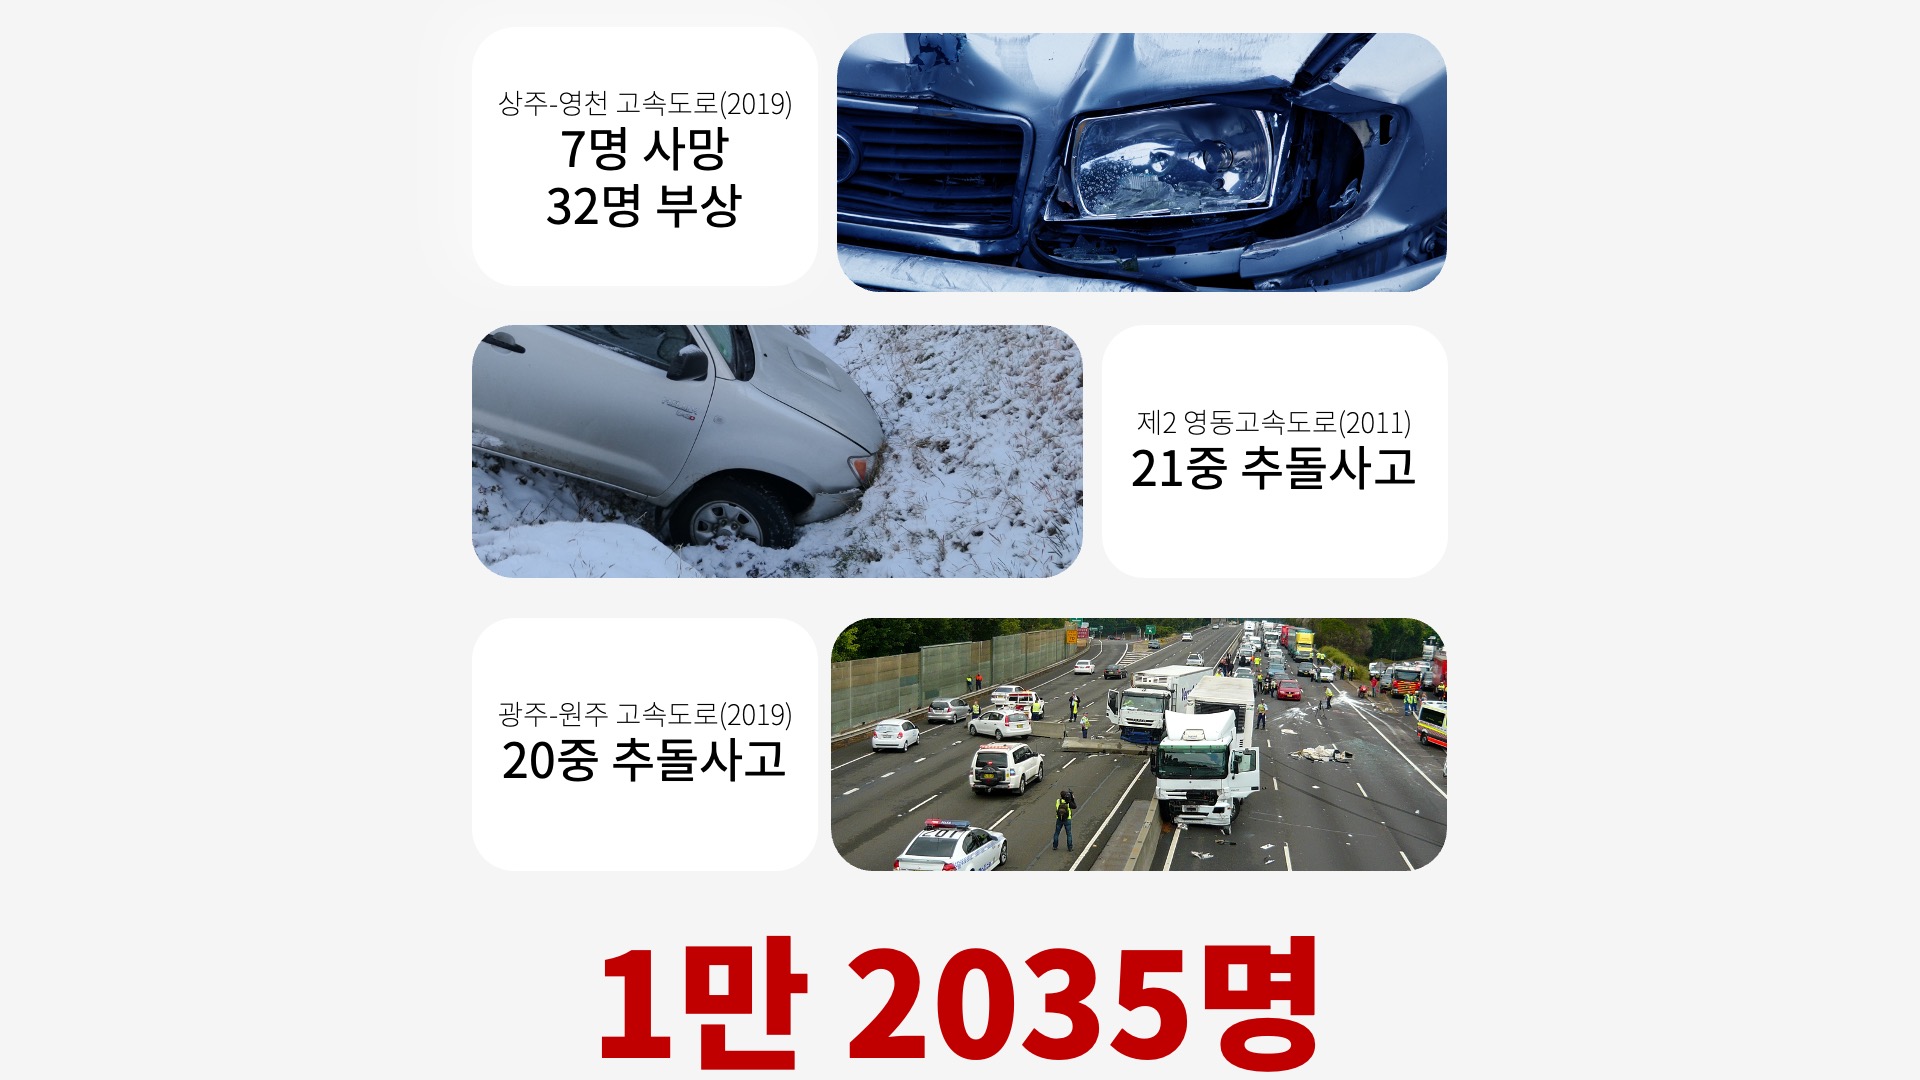 상주-영천 고속도로(2019)
7명 사망
32명 부상
제2 영동고속도로(2011)
21중 추돌사고
광주-원주 고속도로(2019)
20중 추돌사고
1만 2035명